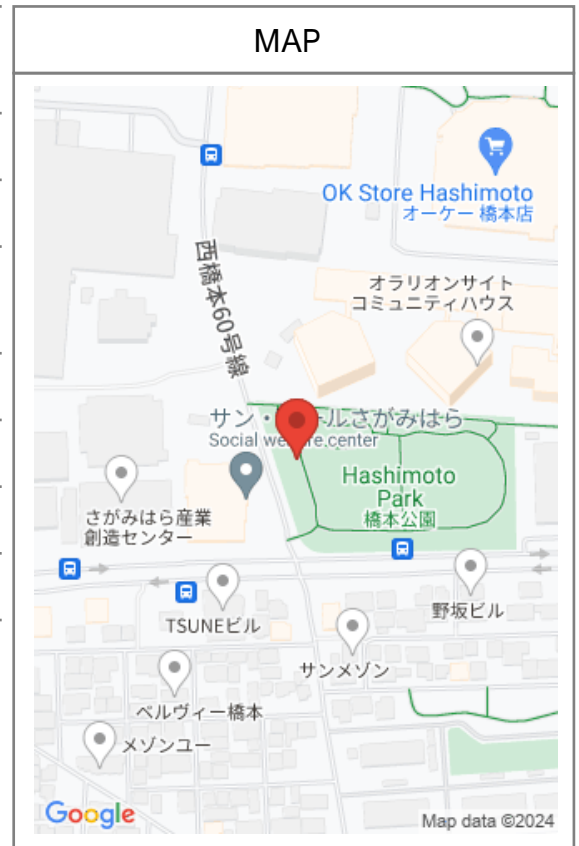 MAP
OK Store Hashimoto
オーケー 橋本店
西橋本60号線
オラリオンサイト
コミュニティハウス
サン・ールさがみはら
Social we re center
Hashimoto
Park
橋本公園
さがみはら産業
創造センター
TSUNEビル
野坂ビル
サンメゾン
ベルヴィー橋本
メゾンユー
Google
Map data ©2024